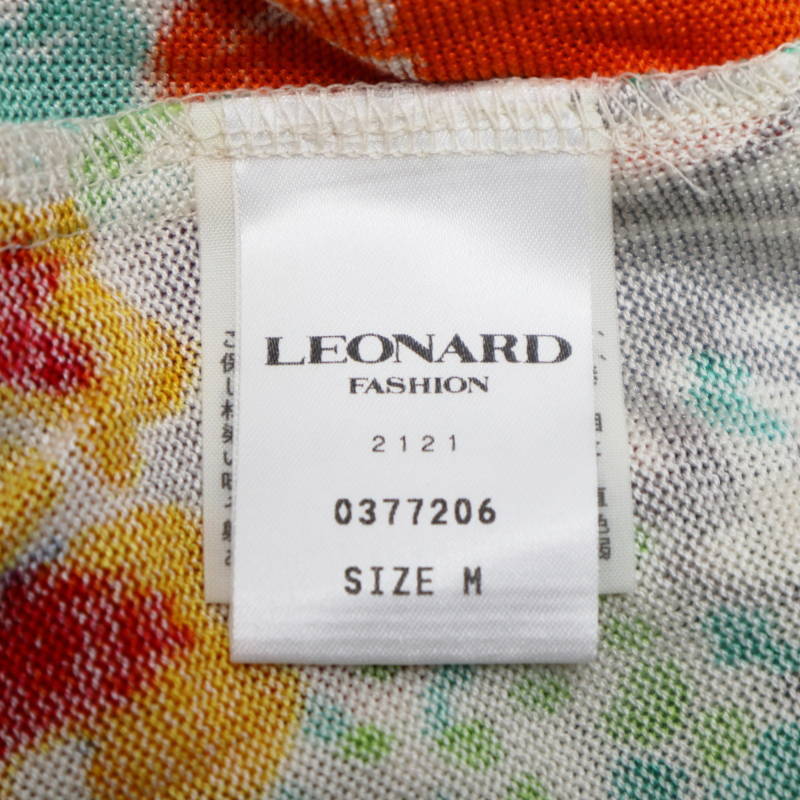 LEONARD
FASHION
2121
0377206
SIZE M